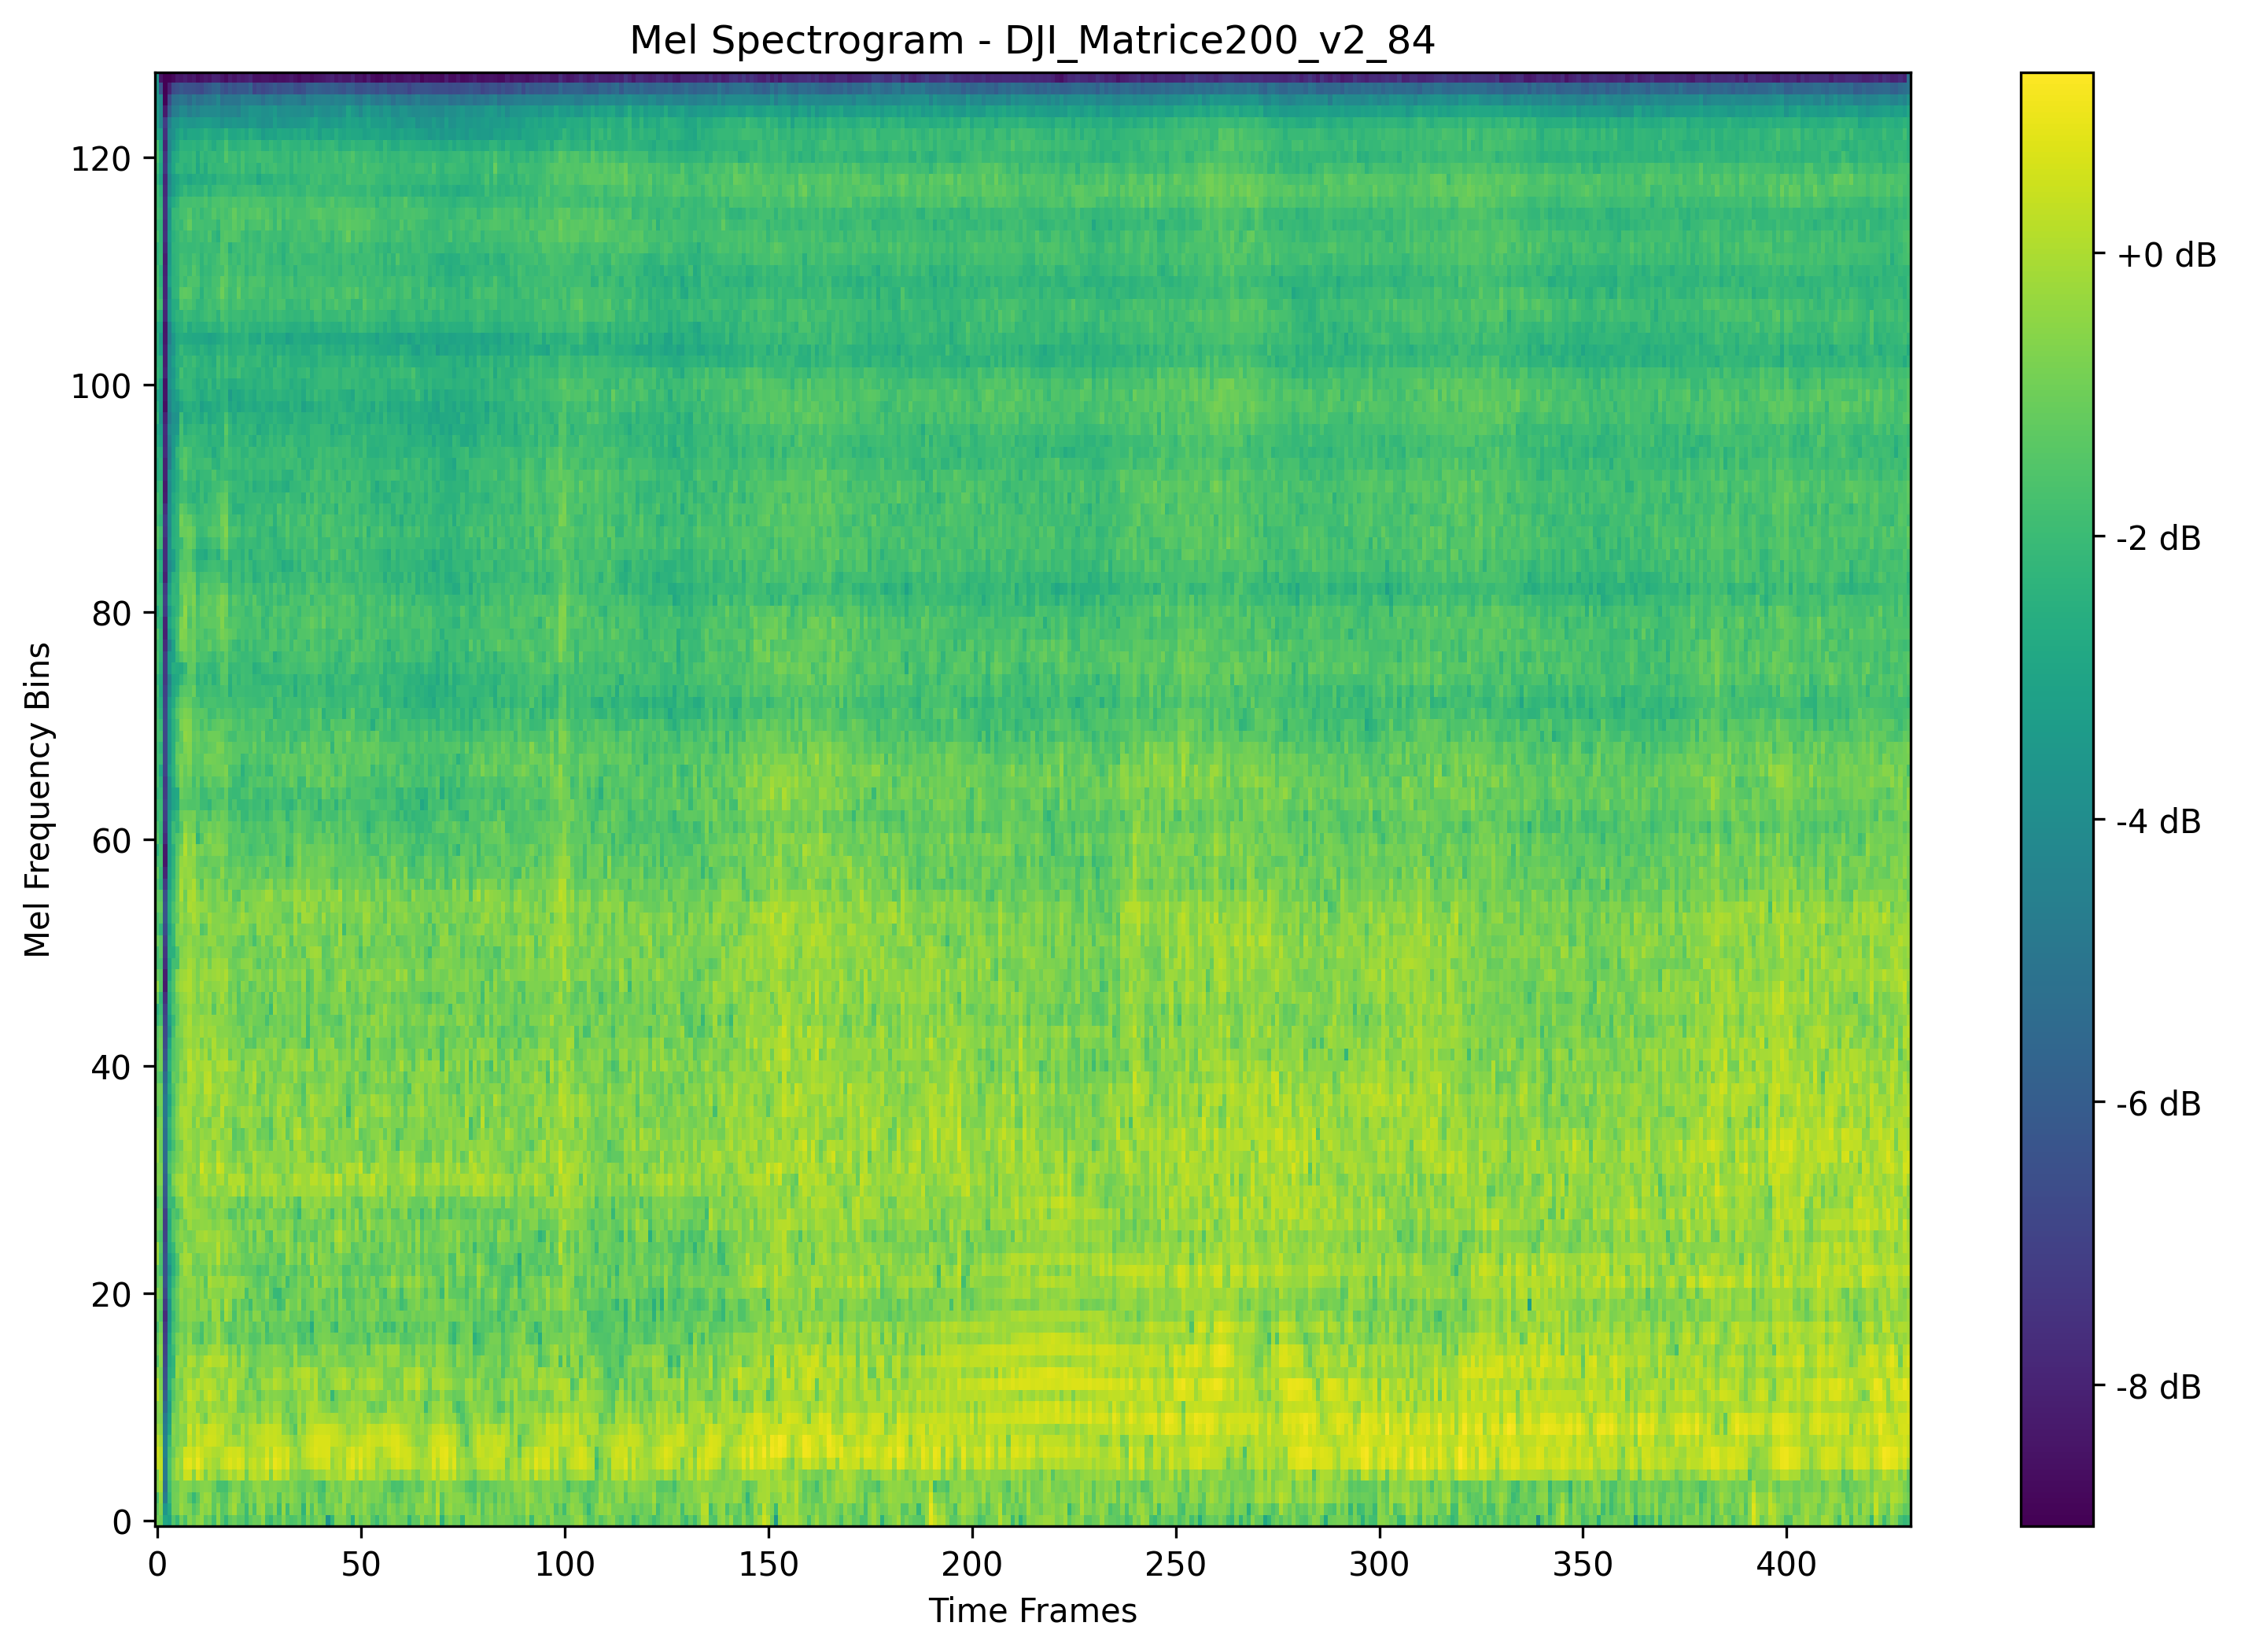 Mel Spectrogram - DJI_Matrice200_v2_84
Mel Frequency Bins
120
100
80
60
40
20
0
0 50 100 150 200 250 300 350 400
Time Frames
+0 dB
-2 dB
-4 dB
-6 dB
-8 dB